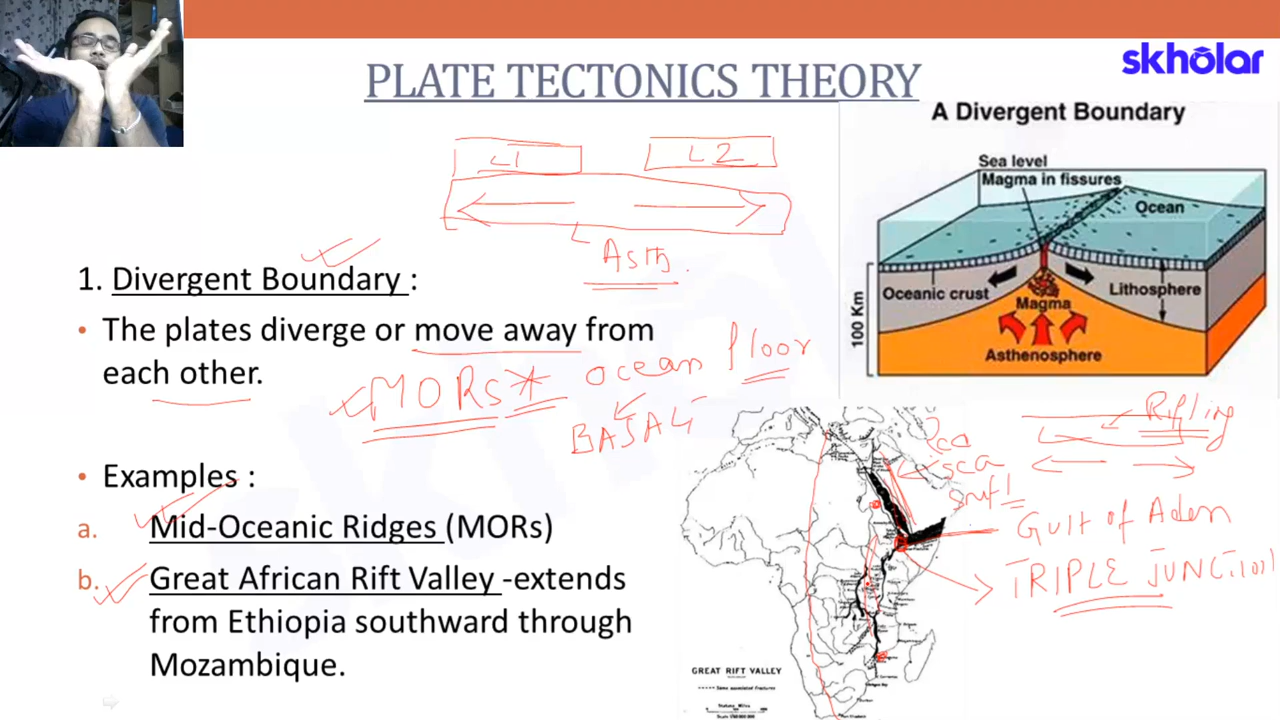 skholar
PLATE TECTONICS THEORY
A Divergent Boundary
L1
L2
Sea level
Magma in fissures
Ocean
Asth.
1. Divergent Boundary :
Oceanic crust
Magma
Lithosphere
100 Km
Asthenosphere
• The plates diverge or move away from
each other.
MORs* ocean floor
BASALT
Rifting
• Examples :
sea
Gulf of Aden
a. Mid-Oceanic Ridges (MORs)
TRIPLE JUNCTION
b. Great African Rift Valley -extends
from Ethiopia southward through
Mozambique.
GREAT RIFT VALLEY